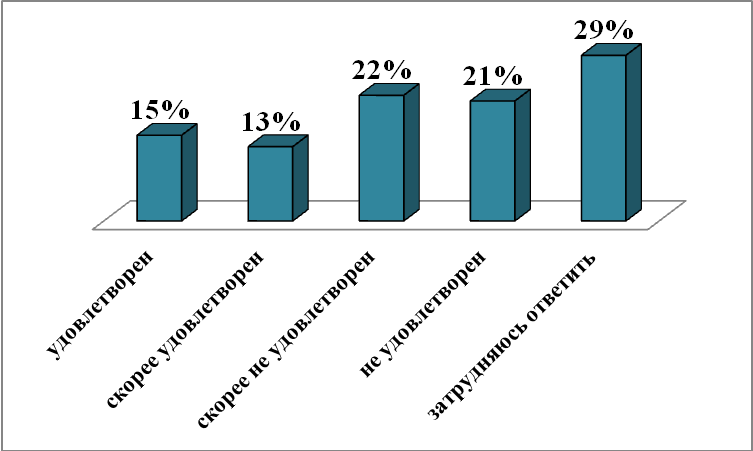 15%
13%
22%
21%
29%
удовлетворен
скорее удовлетворен
скорее не удовлетворен
не удовлетворен
затрудняюсь ответить